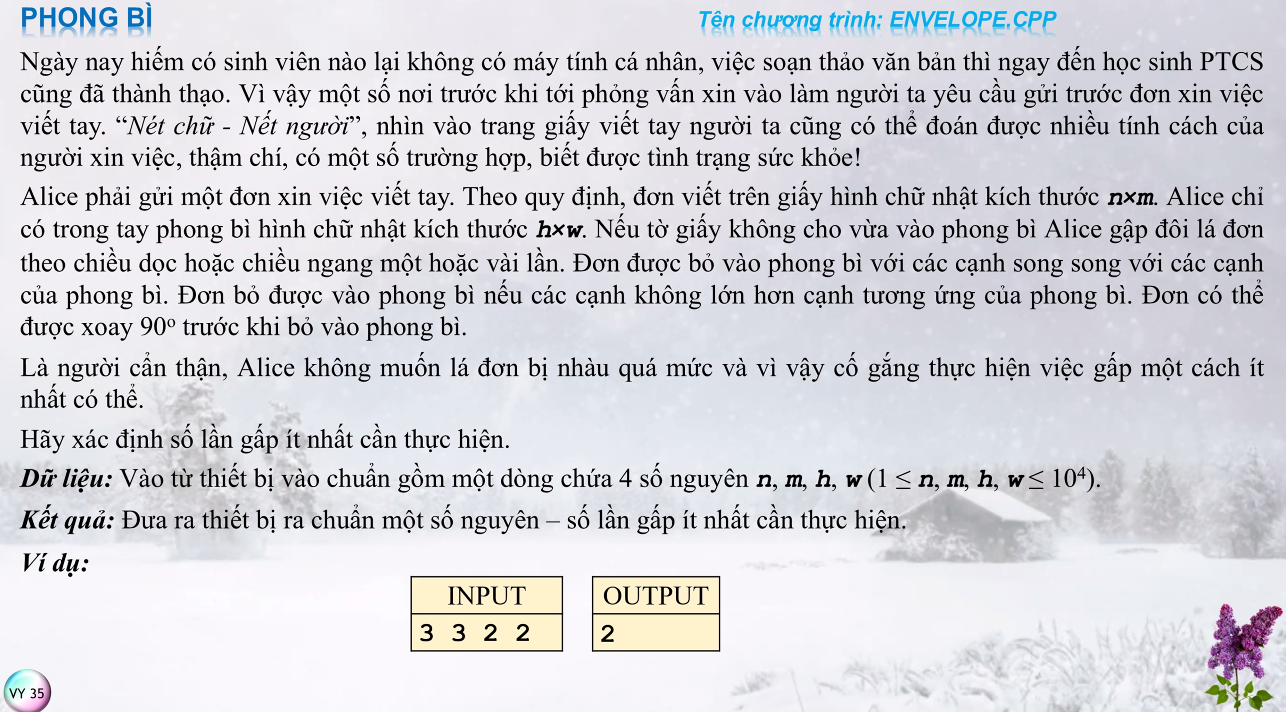 PHONG BÌ
Tên chương trình: ENVELOPE.CPP
Ngày nay hiếm có sinh viên nào lại không có máy tính cá nhân, việc soạn thảo văn bản thì ngay đến học sinh PTCS
cũng đã thành thạo. Vì vậy một số nơi trước khi tới phỏng vấn xin vào làm người ta yêu cầu gửi trước đơn xin việc
viết tay. “Nét chữ - Nết người”, nhìn vào trang giấy viết tay người ta cũng có thể đoán được nhiều tính cách của
người xin việc, thậm chí, có một số trường hợp, biết được tình trạng sức khỏe!
Alice phải gửi một đơn xin việc viết tay. Theo quy định, đơn viết trên giấy hình chữ nhật kích thước n×m. Alice chỉ
có trong tay phong bì hình chữ nhật kích thước h×w. Nếu tờ giấy không cho vừa vào phong bì Alice gập đôi lá đơn
theo chiều dọc hoặc chiều ngang một hoặc vài lần. Đơn được bỏ vào phong bì với các cạnh song song với các cạnh
của phong bì. Đơn bỏ được vào phong bì nếu các cạnh không lớn hơn cạnh tương ứng của phong bì. Đơn có thể
được xoay 90º trước khi bỏ vào phong bì.
Là người cẩn thận, Alice không muốn lá đơn bị nhàu quá mức và vì vậy cố gắng thực hiện việc gấp một cách ít
nhất có thể.
Hãy xác định số lần gấp ít nhất cần thực hiện.
Dữ liệu: Vào từ thiết bị vào chuẩn gồm một dòng chứa 4 số nguyên n, m, h, w (1 ≤ n, m, h, w ≤ 10⁴).
Kết quả: Đưa ra thiết bị ra chuẩn một số nguyên – số lần gấp ít nhất cần thực hiện.
Ví dụ:
INPUT
3 3 2 2
OUTPUT
2
VY 35